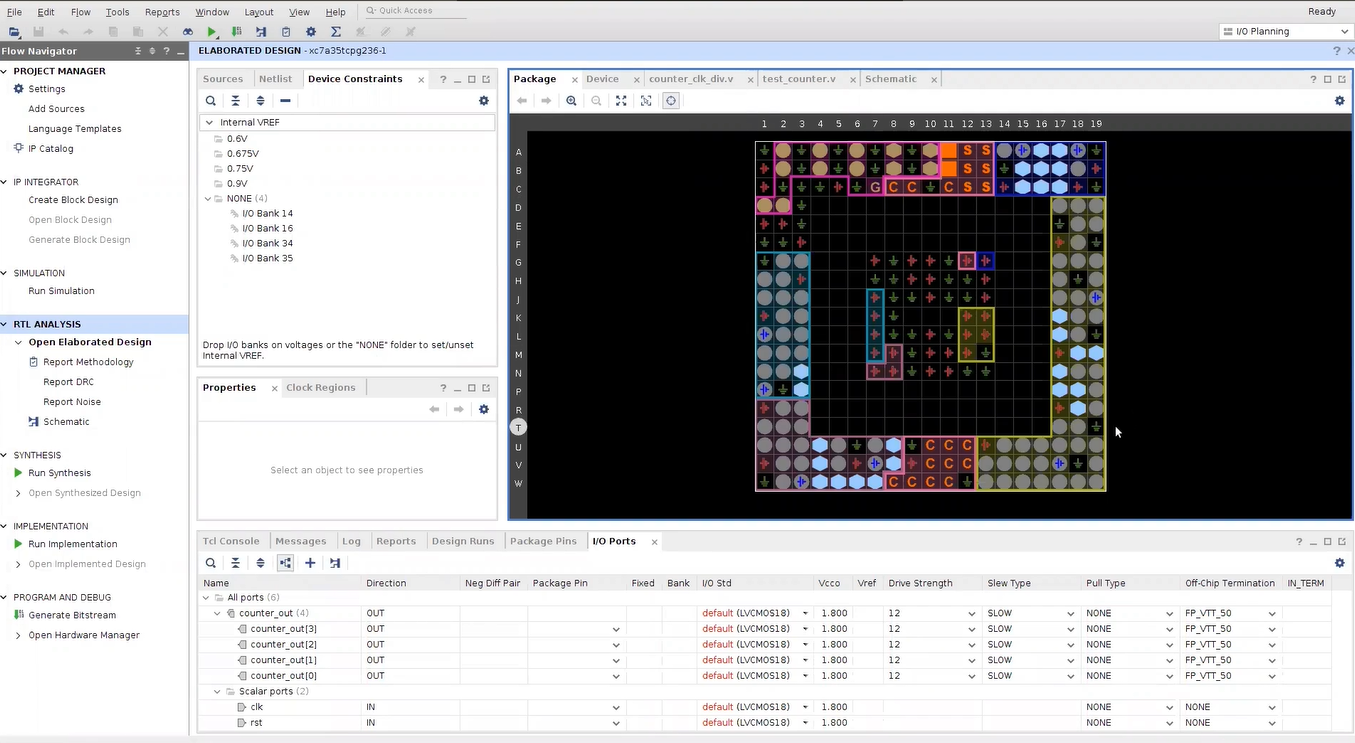 File Edit Flow Tools Reports Window Layout View Help Quick Access Ready
I/O Planning
Flow Navigator
ELABORATED DESIGN - xc7a35tcpg236-1
PROJECT MANAGER
Settings
Add Sources
Language Templates
IP Catalog
IP INTEGRATOR
Create Block Design
Open Block Design
Generate Block Design
SIMULATION
Run Simulation
RTL ANALYSIS
Open Elaborated Design
Report Methodology
Report DRC
Report Noise
Schematic
SYNTHESIS
Run Synthesis
Open Synthesized Design
IMPLEMENTATION
Run Implementation
Open Implemented Design
PROGRAM AND DEBUG
Generate Bitstream
Open Hardware Manager
Sources Netlist Device Constraints
Internal VREF
0.6V
0.675V
0.75V
0.9V
NONE (4)
I/O Bank 14
I/O Bank 16
I/O Bank 34
I/O Bank 35
Drop I/O banks on voltages or the "NONE" folder to set/unset
Internal VREF.
Properties Clock Regions
Select an object to see properties
Package Device counter_clk_div.v test_counter.v Schematic
1 2 3 4 5 6 7 8 9 10 11 12 13 14 15 16 17 18 19
A S S
B S S
C G C C C S S
D
E
F
G
H
J
K
L
M
N
P
R
T
U C C C
V C C C
W C C C C
Tcl Console Messages Log Reports Design Runs Package Pins I/O Ports
Name Direction Neg Diff Pair Package Pin Fixed Bank I/O Std Vcco Vref Drive Strength Slew Type Pull Type Off-Chip Termination IN_TERM
All ports (6)
counter_out (4) OUT default (LVCMOS18) 1.800 12 SLOW NONE FP_VTT_50
counter_out[3] OUT default (LVCMOS18) 1.800 12 SLOW NONE FP_VTT_50
counter_out[2] OUT default (LVCMOS18) 1.800 12 SLOW NONE FP_VTT_50
counter_out[1] OUT default (LVCMOS18) 1.800 12 SLOW NONE FP_VTT_50
counter_out[0] OUT default (LVCMOS18) 1.800 12 SLOW NONE FP_VTT_50
Scalar ports (2)
clk IN default (LVCMOS18) 1.800 NONE NONE
rst IN default (LVCMOS18) 1.800 NONE NONE